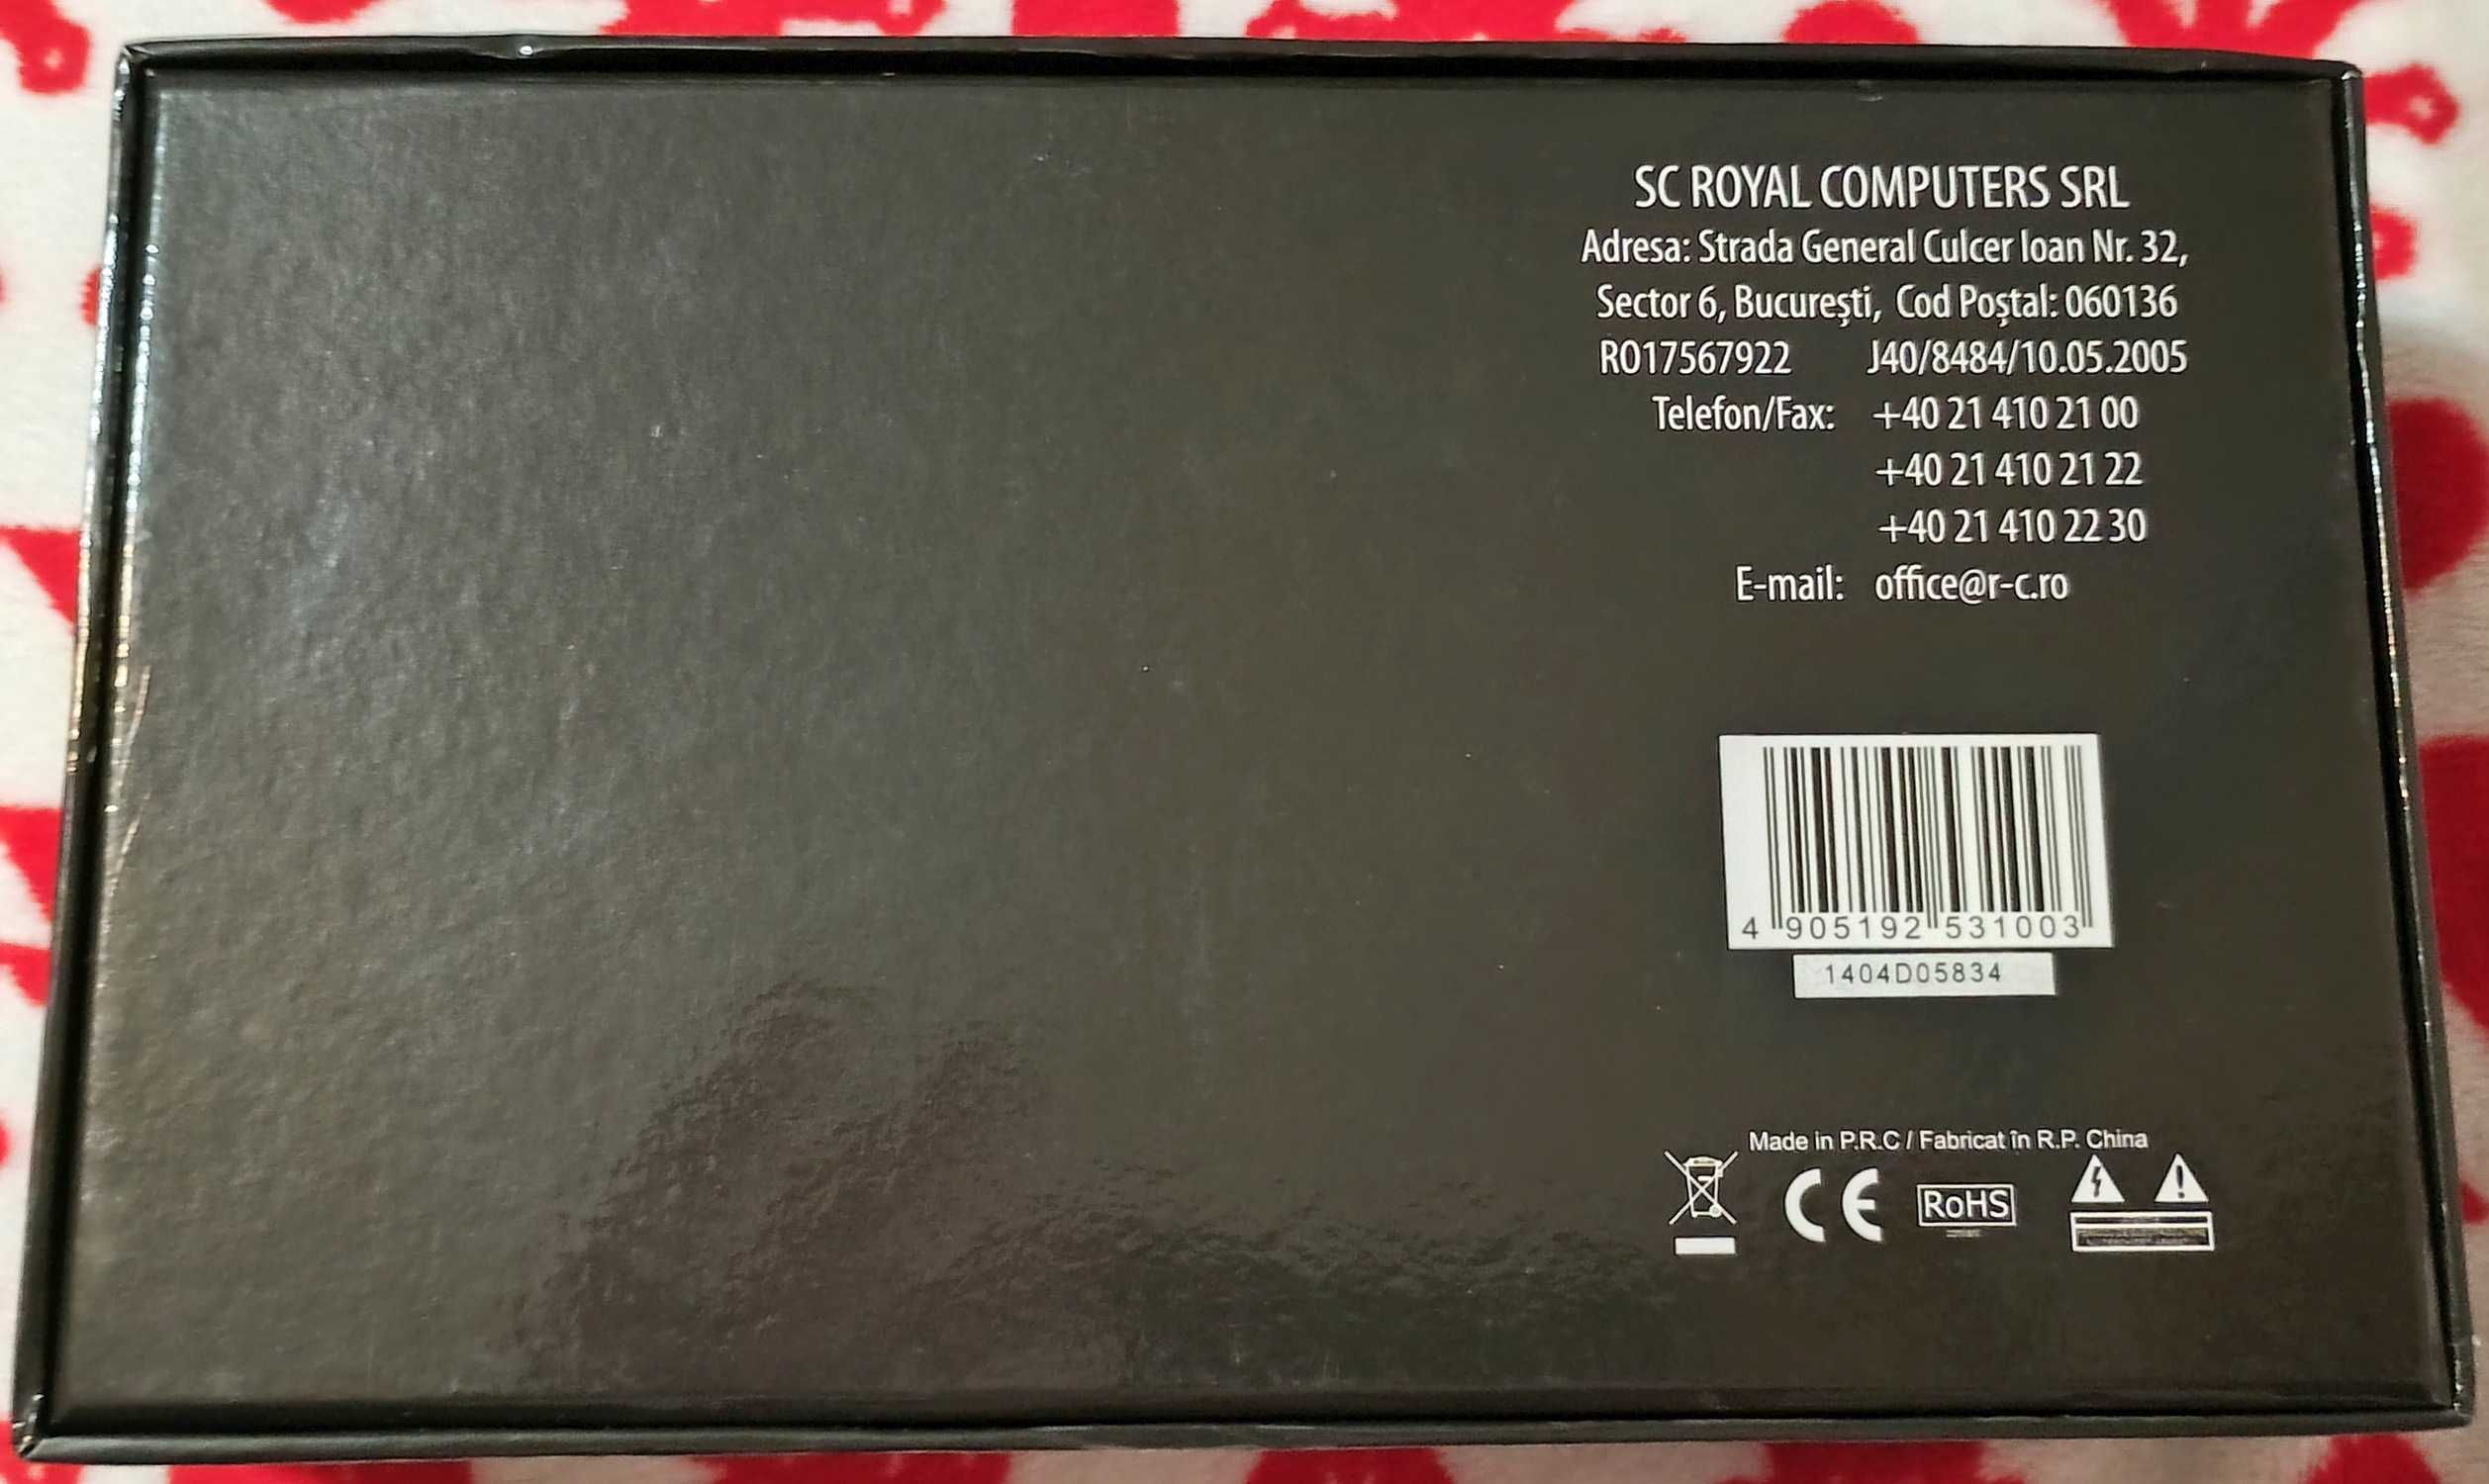 SC ROYAL COMPUTERS SRL
Adresa: Strada General Culcer Ioan Nr. 32,
Sector 6, București, Cod Poștal: 060136
RO17567922 J40/8484/10.05.2005
Telefon/Fax: +40 21 410 21 00
+40 21 410 21 22
+40 21 410 22 30
E-mail: office@r-c.ro
4 905192 531003
1404D05834
Made in P.R.C / Fabricat în R.P. China
CE RoHS